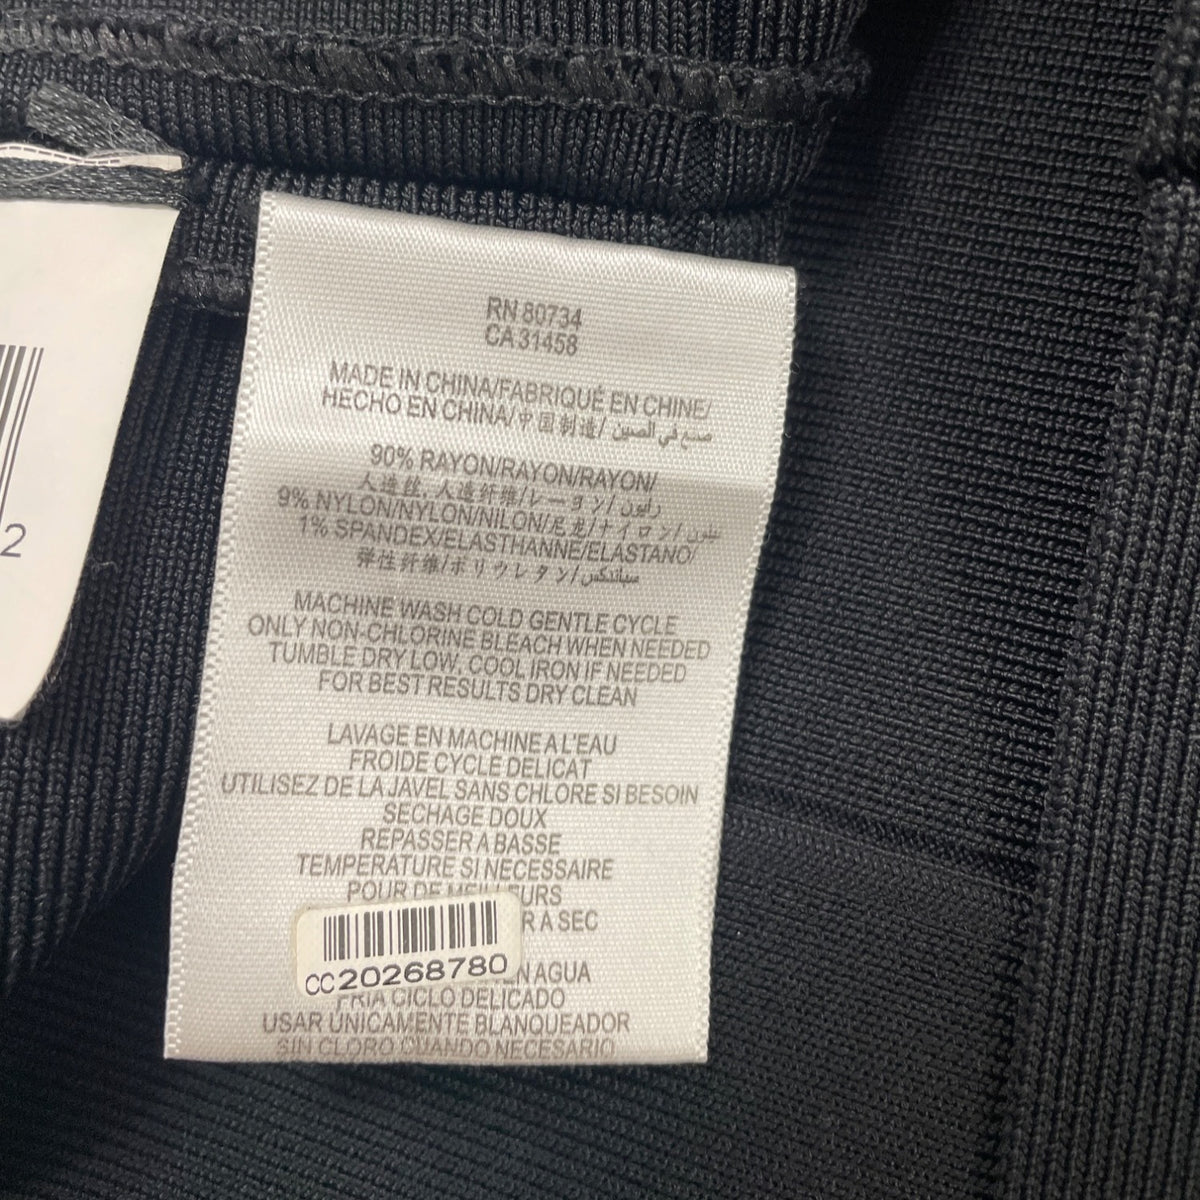 RN 80734
CA 31458
MADE IN CHINA/FABRIQUÉ EN CHINE/
HECHO EN CHINA/中国制造/ صنع في الصين
90% RAYON/RAYON/RAYON/
人造丝, 人造纤维/レーヨン/ رايون
9% NYLON/NYLON/NILON/尼龙/ナイロン/
1% SPANDEX/ELASTHANNE/ELASTANO/
弹性纤维/ポリウレタン/سباندكس
MACHINE WASH COLD GENTLE CYCLE
ONLY NON-CHLORINE BLEACH WHEN NEEDED
TUMBLE DRY LOW, COOL IRON IF NEEDED
FOR BEST RESULTS DRY CLEAN
LAVAGE EN MACHINE A L'EAU
FROIDE CYCLE DELICAT
UTILISEZ DE LA JAVEL SANS CHLORE SI BESOIN
SECHAGE DOUX
REPASSER A BASSE
TEMPERATURE SI NECESSAIRE
POUR DE
A SEC
CC20268780
AGUA
FRIA CICLO DELICADO
USAR ÚNICAMENTE BLANQUEADOR
SIN CLORO CUANDO NECESARIO
2